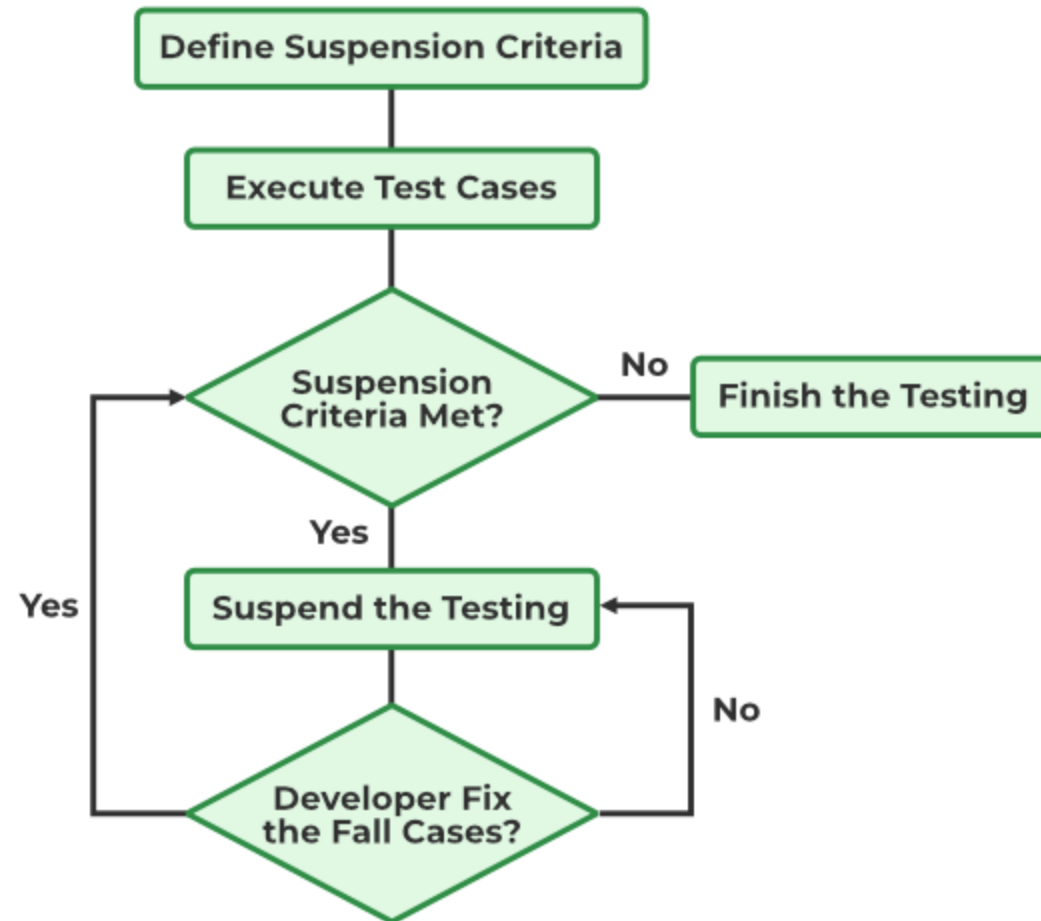 Define Suspension Criteria
Execute Test Cases
Suspension
Criteria Met?
No
Finish the Testing
Yes
Suspend the Testing
Yes
No
Developer Fix
the Fall Cases?